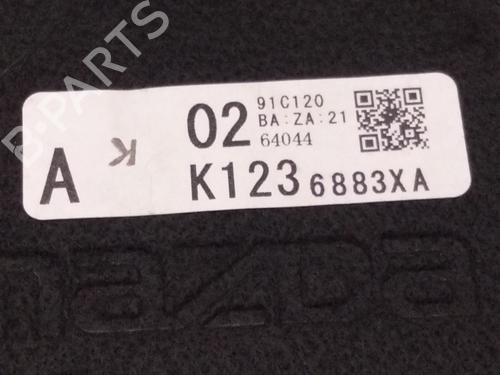 91C120
02 BA:ZA:21
64044
A K
K123 6883XA
mazda
B PARTS